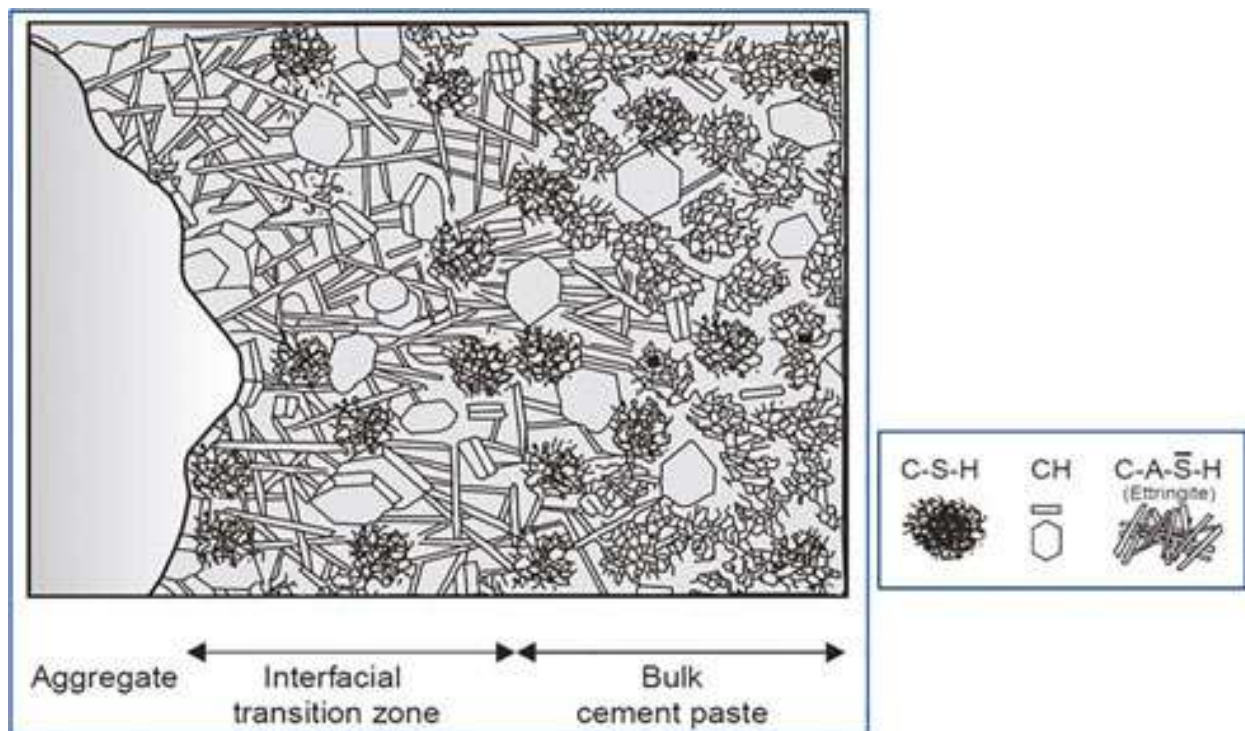 Aggregate
Interfacial
transition zone
Bulk
cement paste
C-S-H
CH
C-A-S̅-H
(Ettringite)